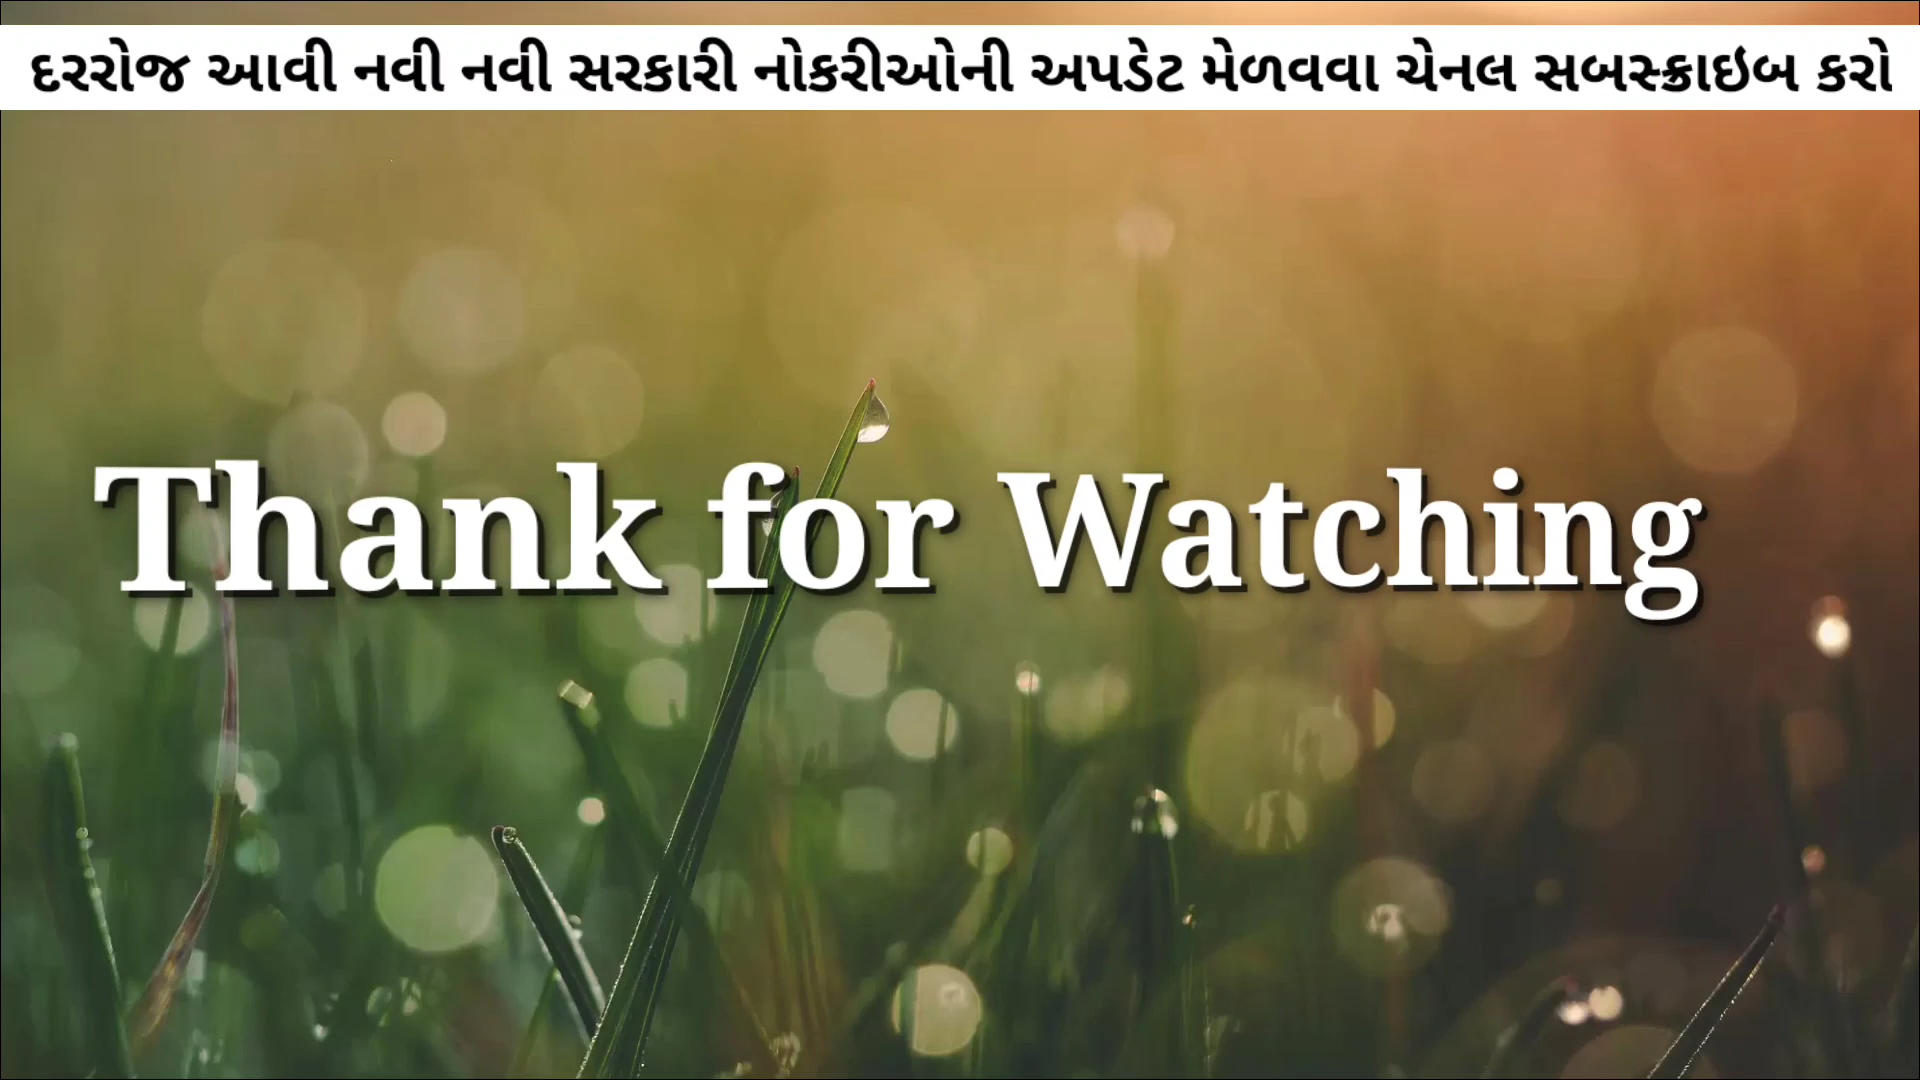 દરરોજ આવી નવી નવી સરકારી નોકરીઓની અપડેટ મેળવવા ચેનલ સબસ્ક્રાઇબ કરો
Thank for Watching